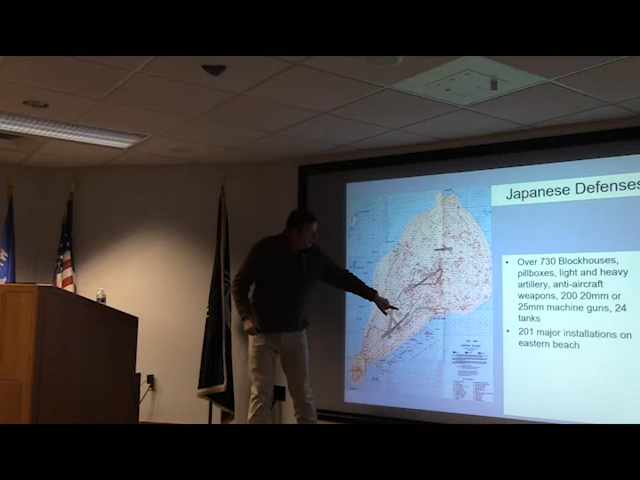 Japanese Defenses
• Over 730 Blockhouses,
pillboxes, light and heavy
artillery, anti-aircraft
weapons, 200 20mm or
25mm machine guns, 24
tanks
• 201 major installations on
eastern beach